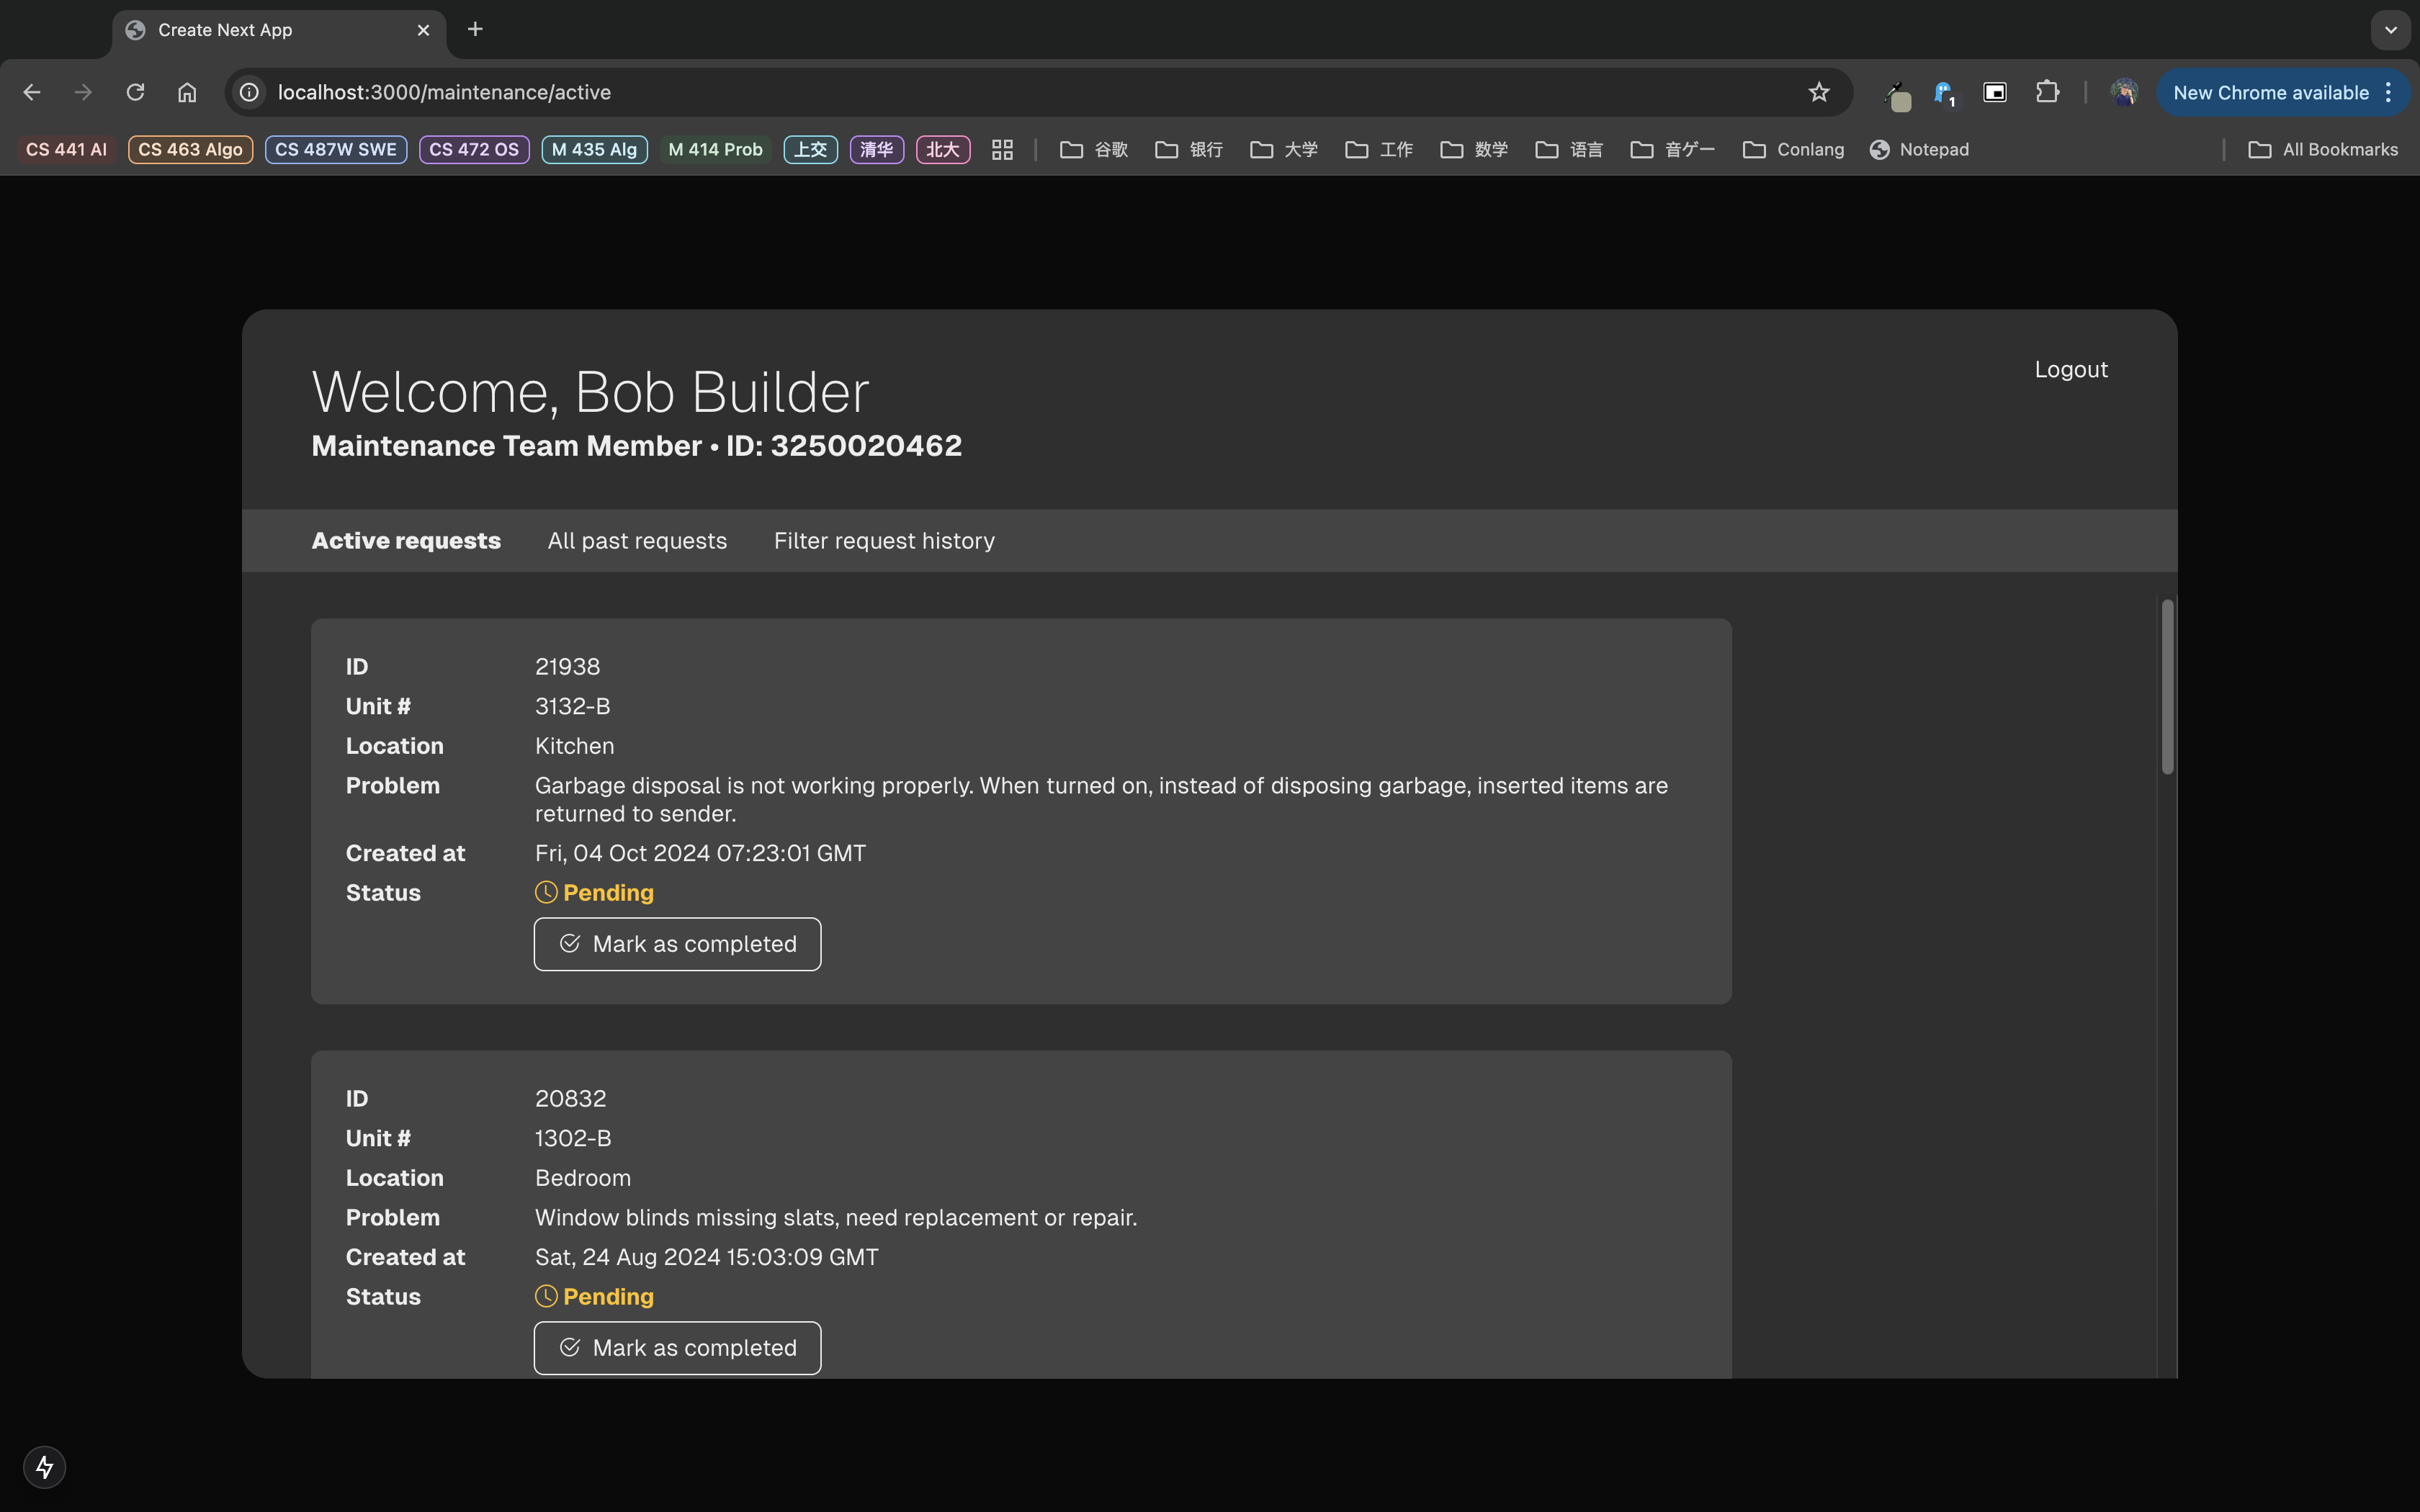 Create Next App
localhost:3000/maintenance/active
1
New Chrome available
CS 441 AI
CS 463 Algo
CS 487W SWE
CS 472 OS
M 435 Alg
M 414 Prob
上交
清华
北大
谷歌
银行
大学
工作
数学
语言
音ゲー
Conlang
Notepad
All Bookmarks
Welcome, Bob Builder
Logout
Maintenance Team Member • ID: 3250020462
Active requests
All past requests
Filter request history
ID 21938
Unit # 3132-B
Location Kitchen
Problem Garbage disposal is not working properly. When turned on, instead of disposing garbage, inserted items are
returned to sender.
Created at Fri, 04 Oct 2024 07:23:01 GMT
Status Pending
Mark as completed
ID 20832
Unit # 1302-B
Location Bedroom
Problem Window blinds missing slats, need replacement or repair.
Created at Sat, 24 Aug 2024 15:03:09 GMT
Status Pending
Mark as completed